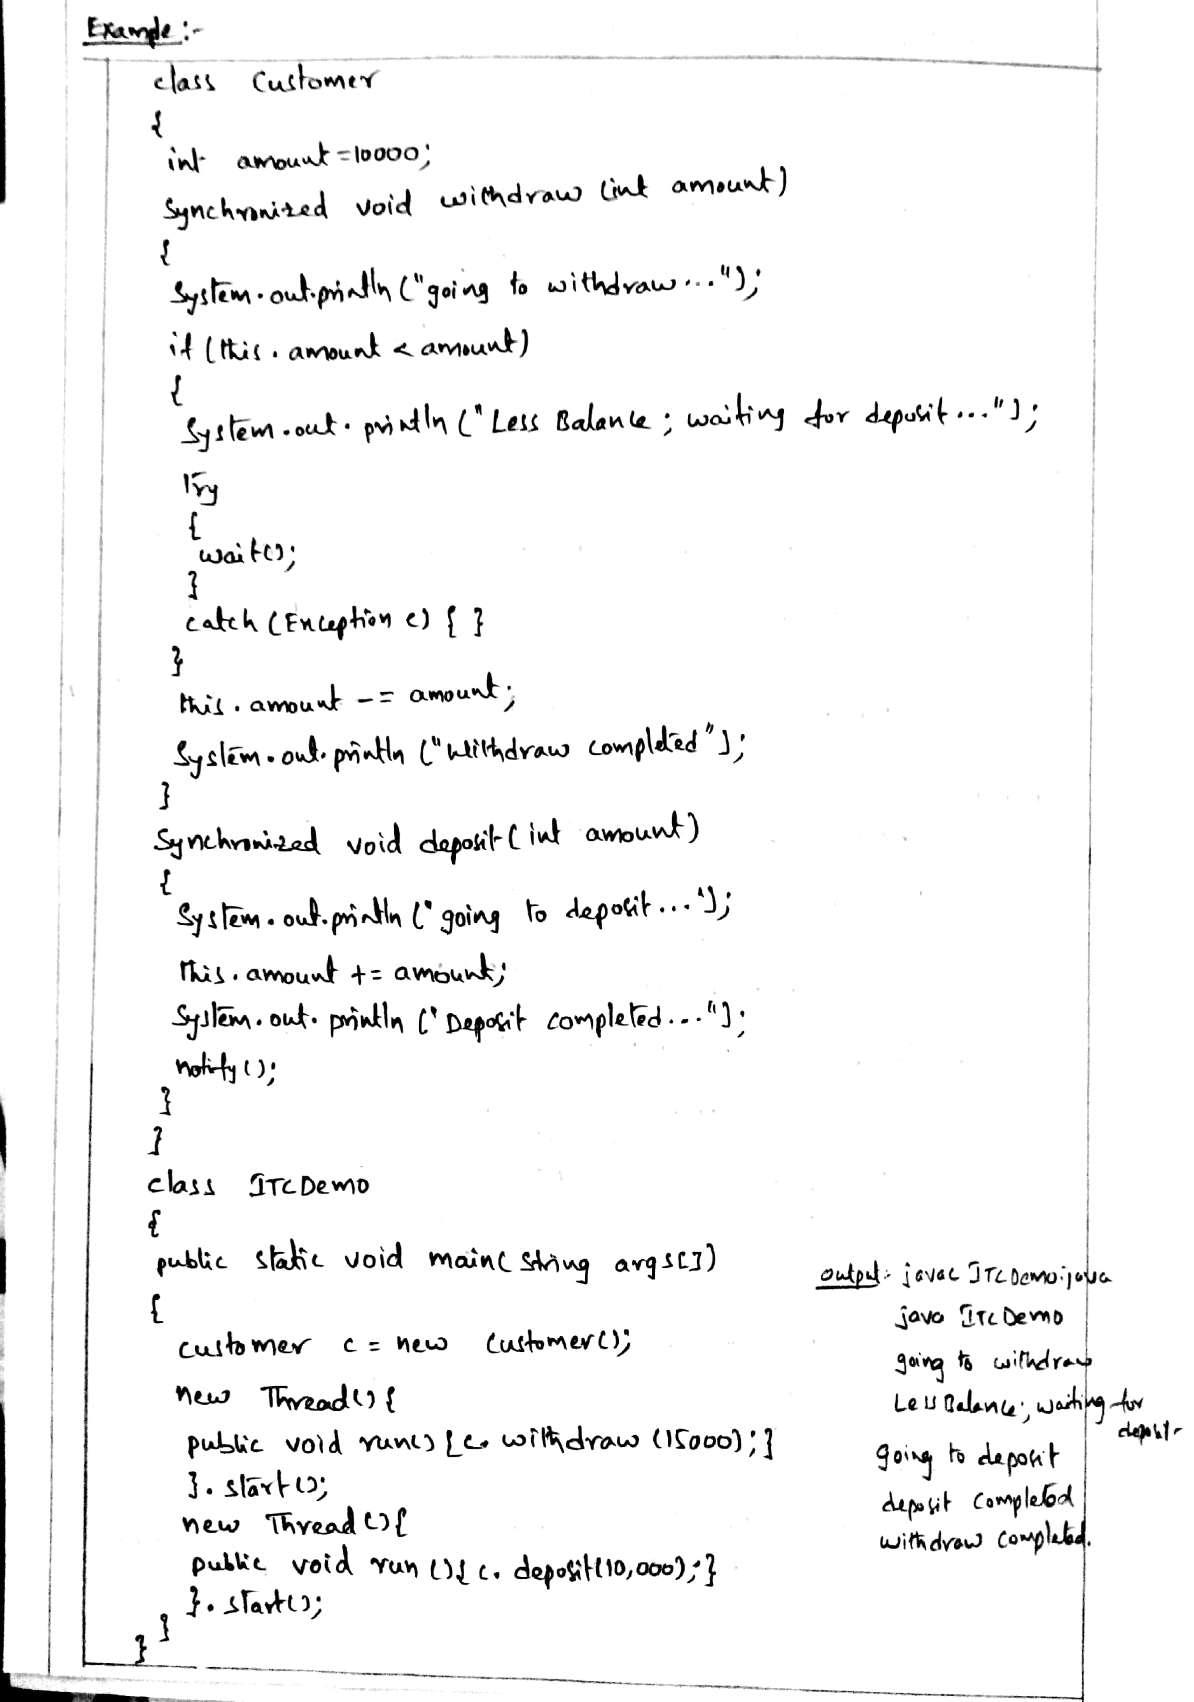 Example :-
class Customer
{
int amount=10000;
Synchronized void withdraw (int amount)
{
System.out.println ("going to withdraw...");
if (this.amount < amount)
{
System.out.println ("Less Balance; waiting for deposit...");
Try
{
wait();
}
catch (Exception e) { }
}
this.amount -= amount;
System.out.println ("Withdraw completed");
}
Synchronized void deposit (int amount)
{
System.out.println ("going to deposit...");
this.amount += amount;
System.out.println ("Deposit completed...");
notify();
}
}
class ITCDemo
{
public static void main( String args[])
{
customer c = new Customer();
new Thread(){
public void run() {c. withdraw (15000);}
}.start();
new Thread (){
public void run (){ c. deposit(10,000);}
}.start();
}
}
output:- javac ITCDemo.java
java ITCDemo
going to withdraw
Less Balance; waiting for
deposit
going to deposit
deposit completed
withdraw completed.